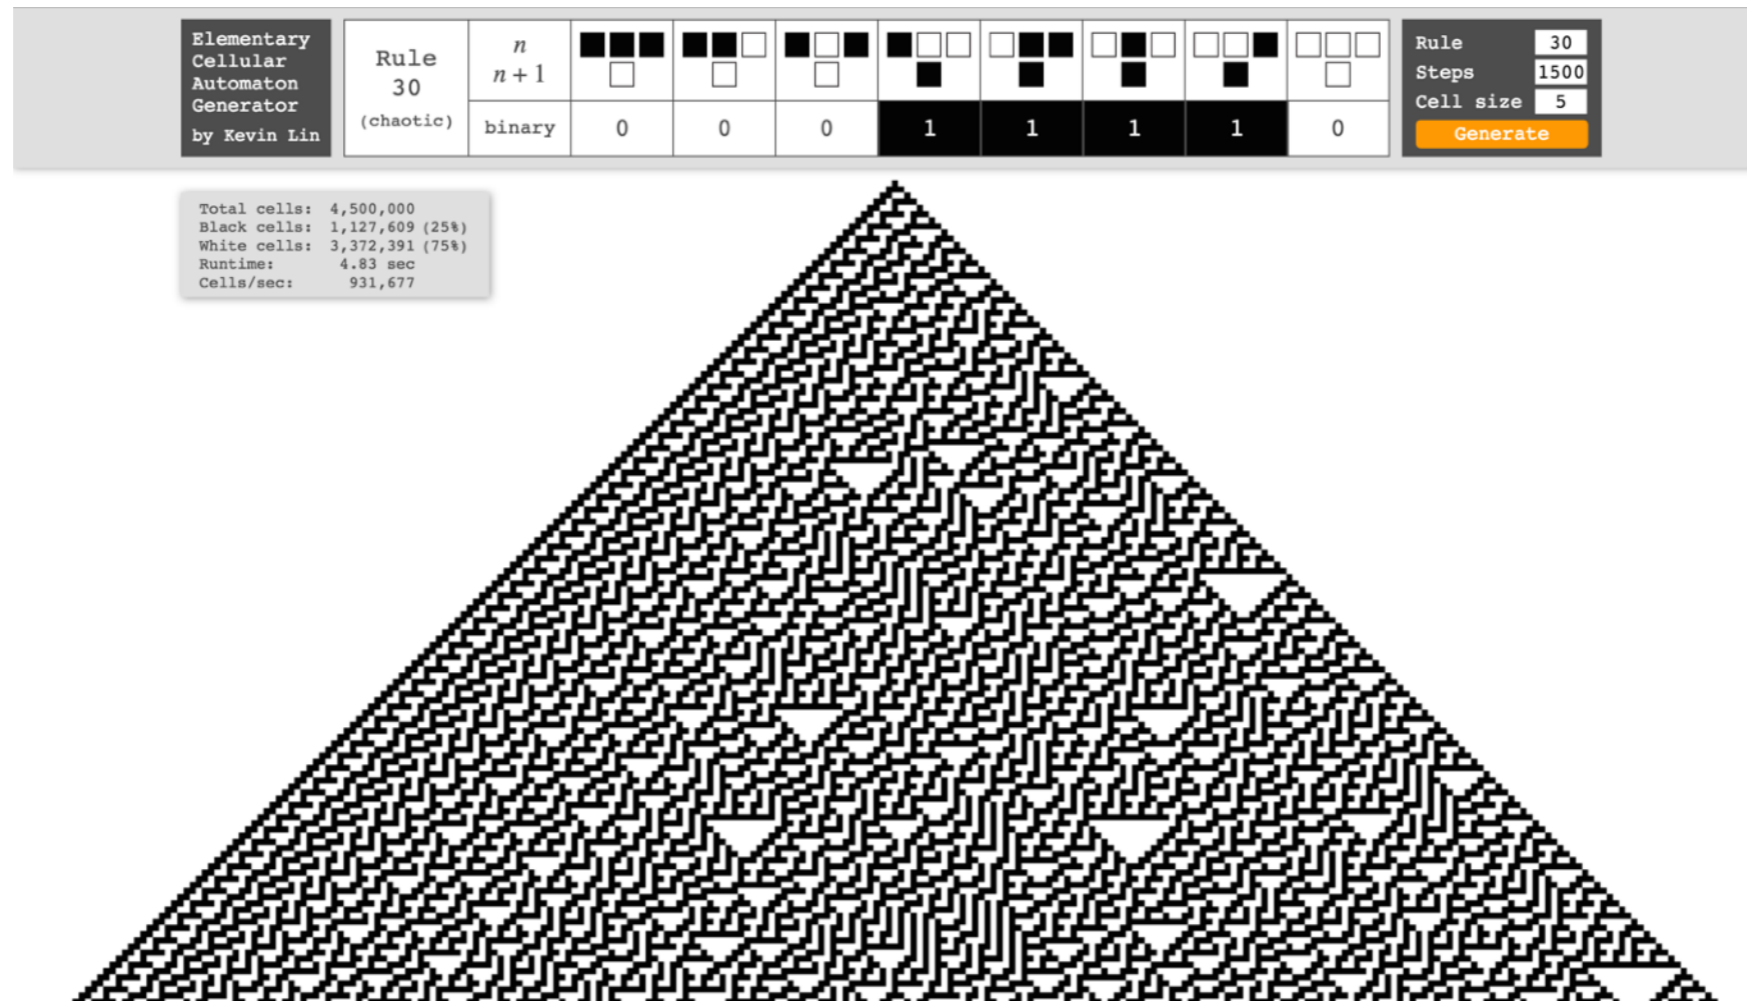 Elementary
Cellular
Automaton
Generator
by Kevin Lin
Rule
30
(chaotic)
n
n + 1
binary
0
0
0
1
1
1
1
0
Rule 30
Steps 1500
Cell size 5
Generate
Total cells: 4,500,000
Black cells: 1,127,609 (25%)
White cells: 3,372,391 (75%)
Runtime: 4.83 sec
Cells/sec: 931,677